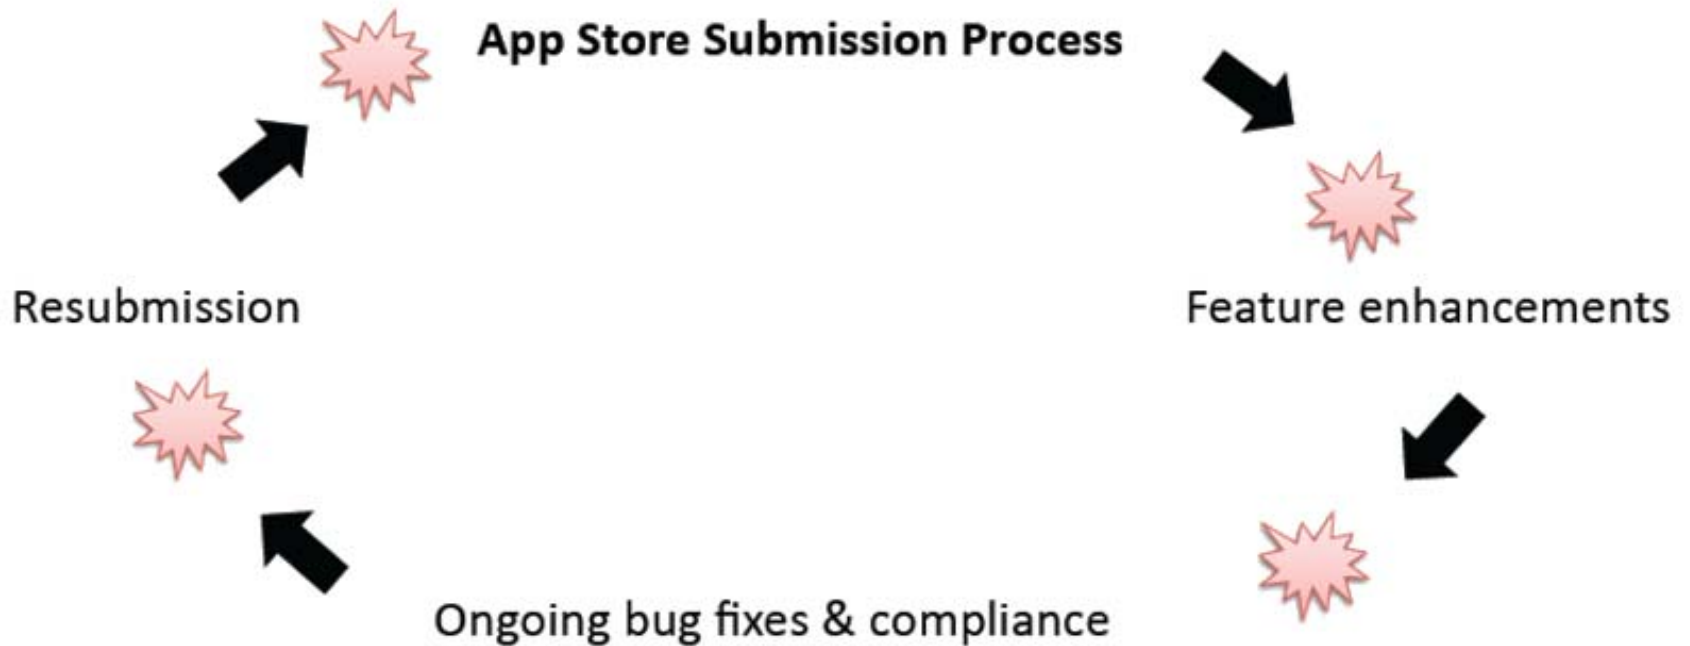 App Store Submission Process
Resubmission
Feature enhancements
Ongoing bug fixes & compliance